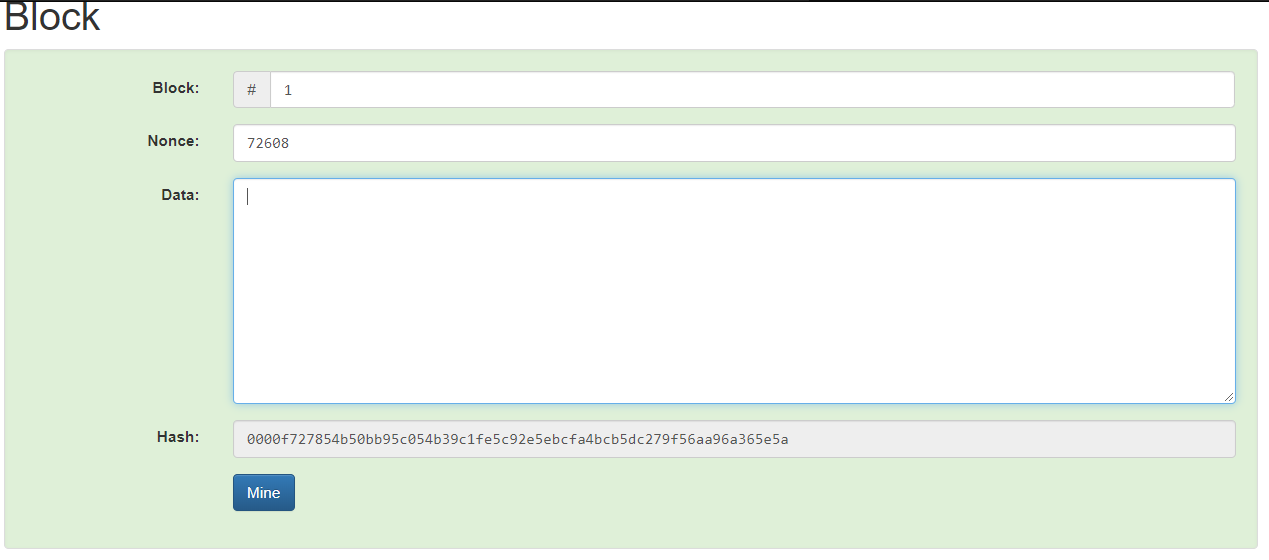 Block
Block: # 1
Nonce: 72608
Data:
Hash: 0000f727854b50bb95c054b39c1fe5c92e5ebcfa4bcb5dc279f56aa96a365e5a
Mine